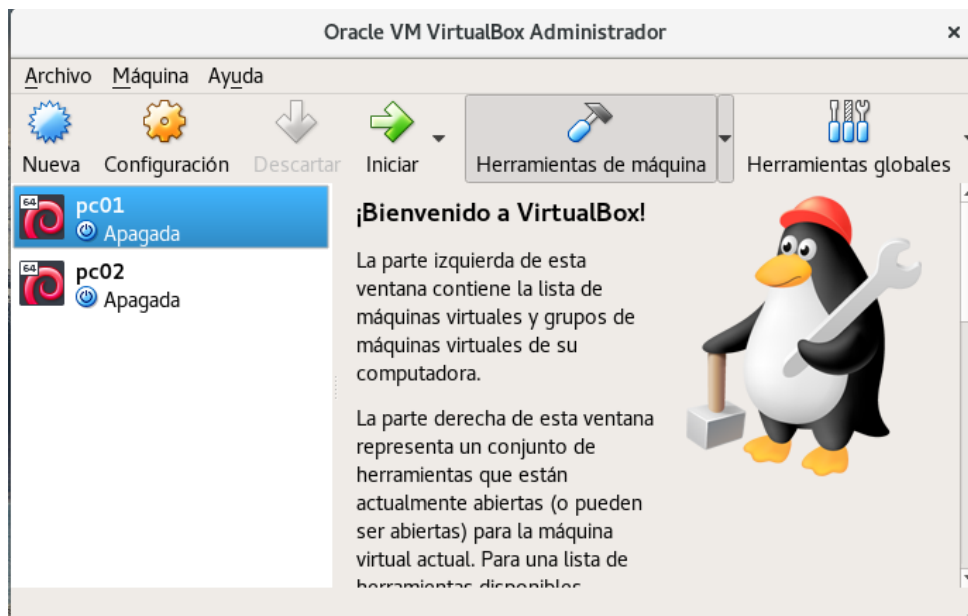 Oracle VM VirtualBox Administrador
Archivo Máquina Ayuda
Nueva Configuración Descartar Iniciar Herramientas de máquina Herramientas globales
64 pc01
Apagada
64 pc02
Apagada
¡Bienvenido a VirtualBox!
La parte izquierda de esta
ventana contiene la lista de
máquinas virtuales y grupos de
máquinas virtuales de su
computadora.
La parte derecha de esta ventana
representa un conjunto de
herramientas que están
actualmente abiertas (o pueden
ser abiertas) para la máquina
virtual actual. Para una lista de
herramientas disponibles